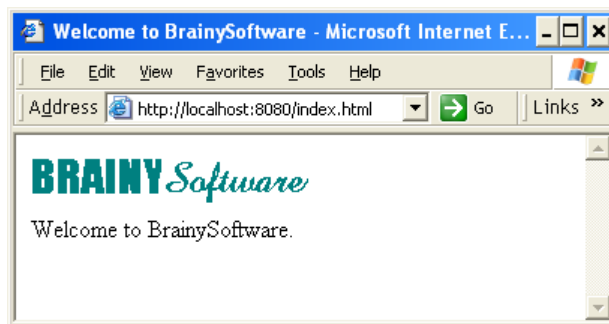 Welcome to BrainySoftware - Microsoft Internet E...
File Edit View Favorites Tools Help
Address http://localhost:8080/index.html Go Links »
BRAINY Software
Welcome to BrainySoftware.